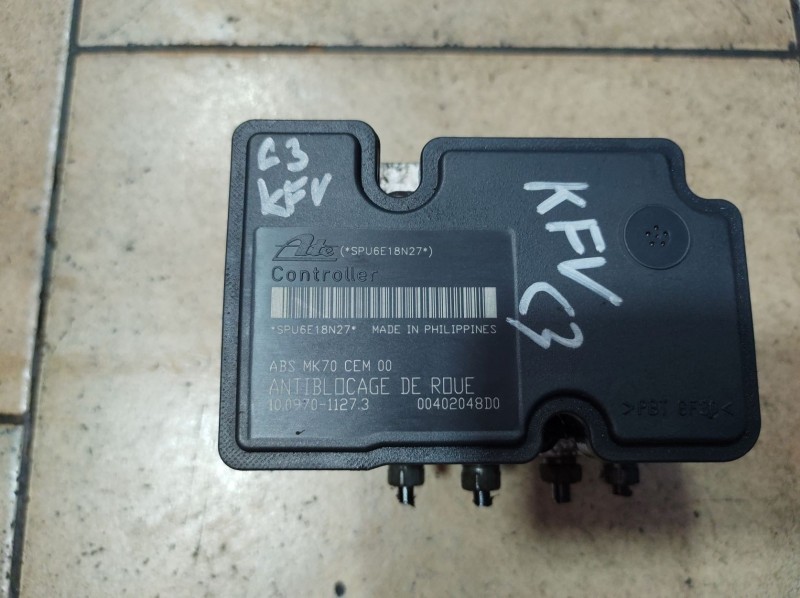 C3
KFV
Ate (*SPU6E18N27*)
Controller
*SPU6E18N27* MADE IN PHILIPPINES
ABS MK70 CEM 00
ANTIBLOCAGE DE ROUE
10.0970-1127.3 00402048D0
KFV
C3